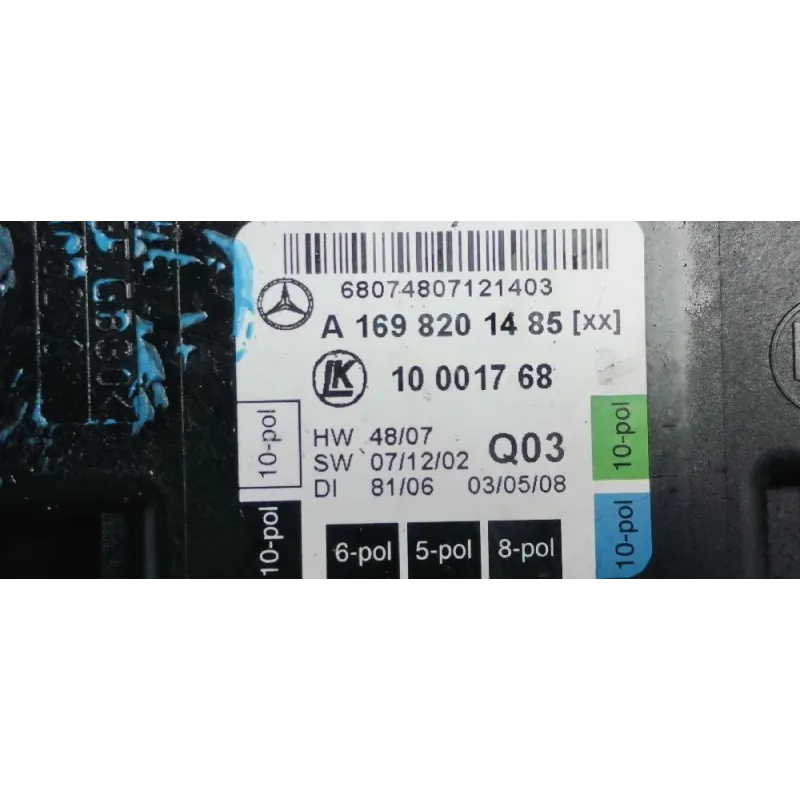 68074807121403
A 169 820 14 85 [xx]
LK 10 0017 68
10-pol
HW 48/07 Q03
SW 07/12/02
DI 81/06 03/05/08
10-pol
10-pol
6-pol 5-pol 8-pol
10-pol